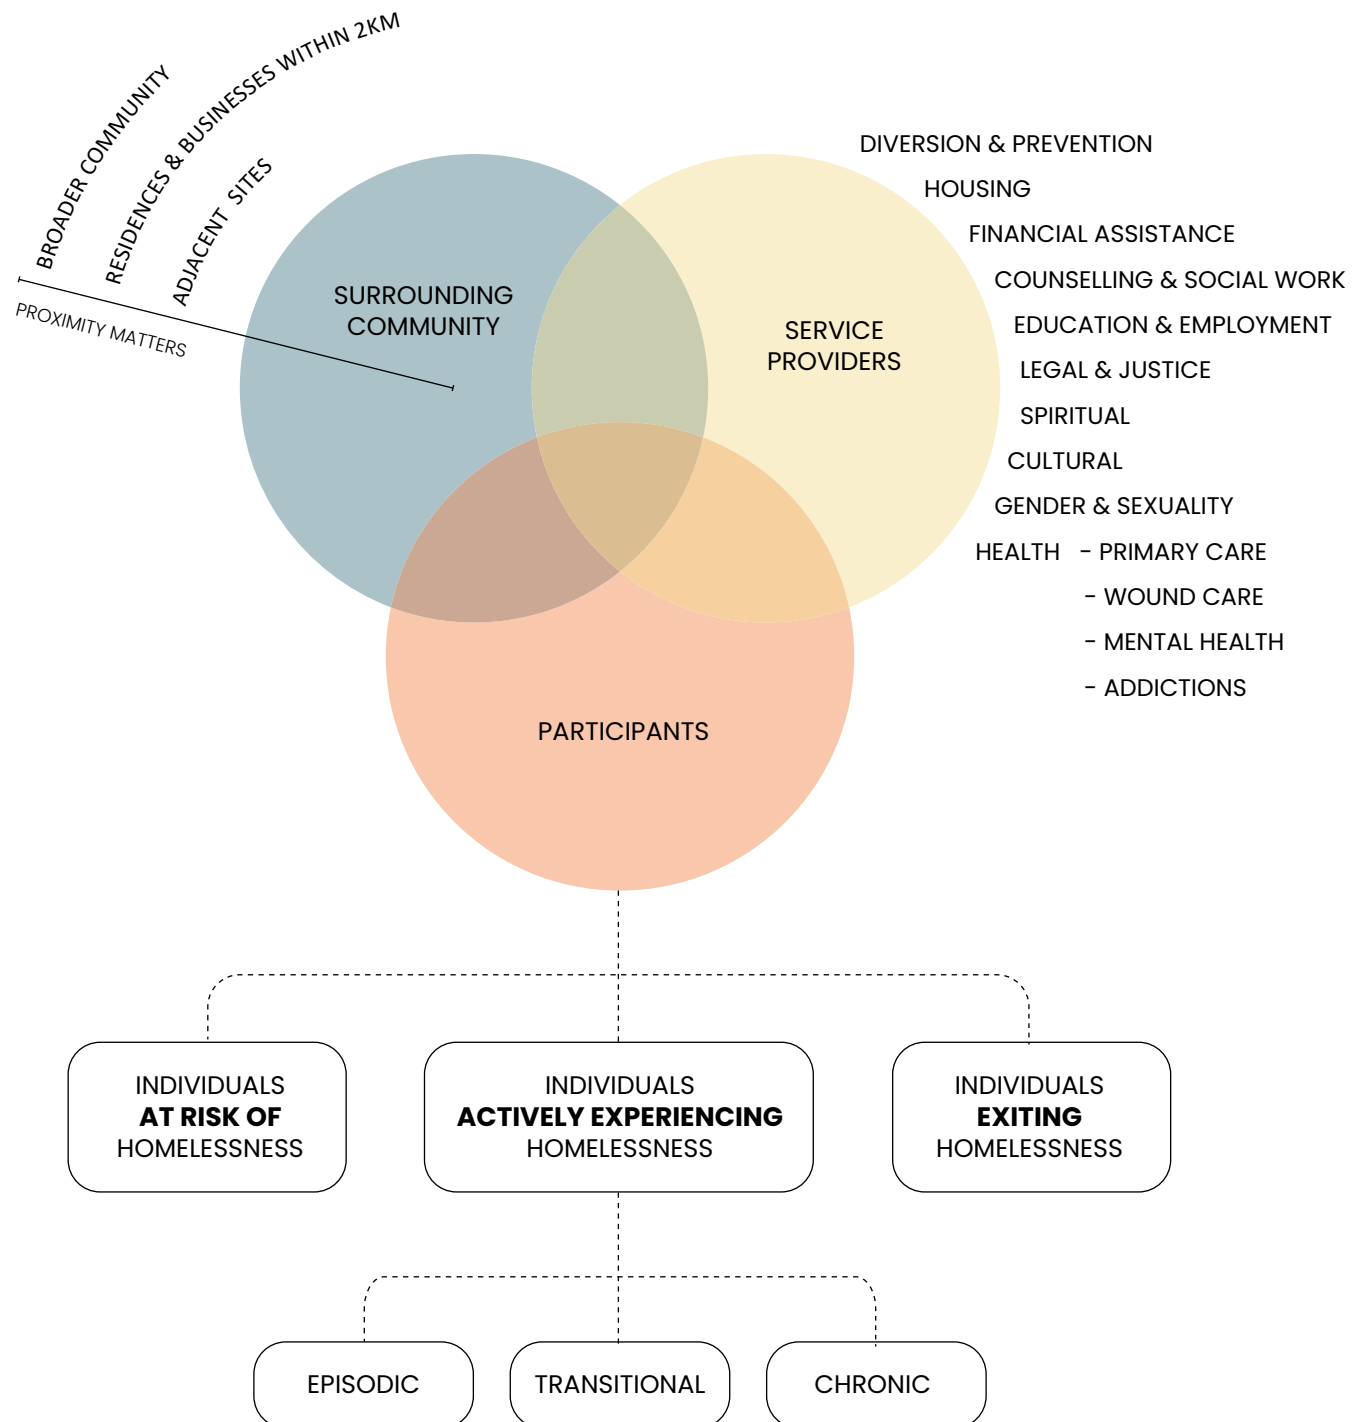 BROADER COMMUNITY
RESIDENCES & BUSINESSES WITHIN 2KM
ADJACENT SITES
PROXIMITY MATTERS
SURROUNDING
COMMUNITY
SERVICE
PROVIDERS
DIVERSION & PREVENTION
HOUSING
FINANCIAL ASSISTANCE
COUNSELLING & SOCIAL WORK
EDUCATION & EMPLOYMENT
LEGAL & JUSTICE
SPIRITUAL
CULTURAL
GENDER & SEXUALITY
HEALTH - PRIMARY CARE
- WOUND CARE
- MENTAL HEALTH
- ADDICTIONS
PARTICIPANTS
INDIVIDUALS
AT RISK OF
HOMELESSNESS
INDIVIDUALS
ACTIVELY EXPERIENCING
HOMELESSNESS
INDIVIDUALS
EXITING
HOMELESSNESS
EPISODIC
TRANSITIONAL
CHRONIC